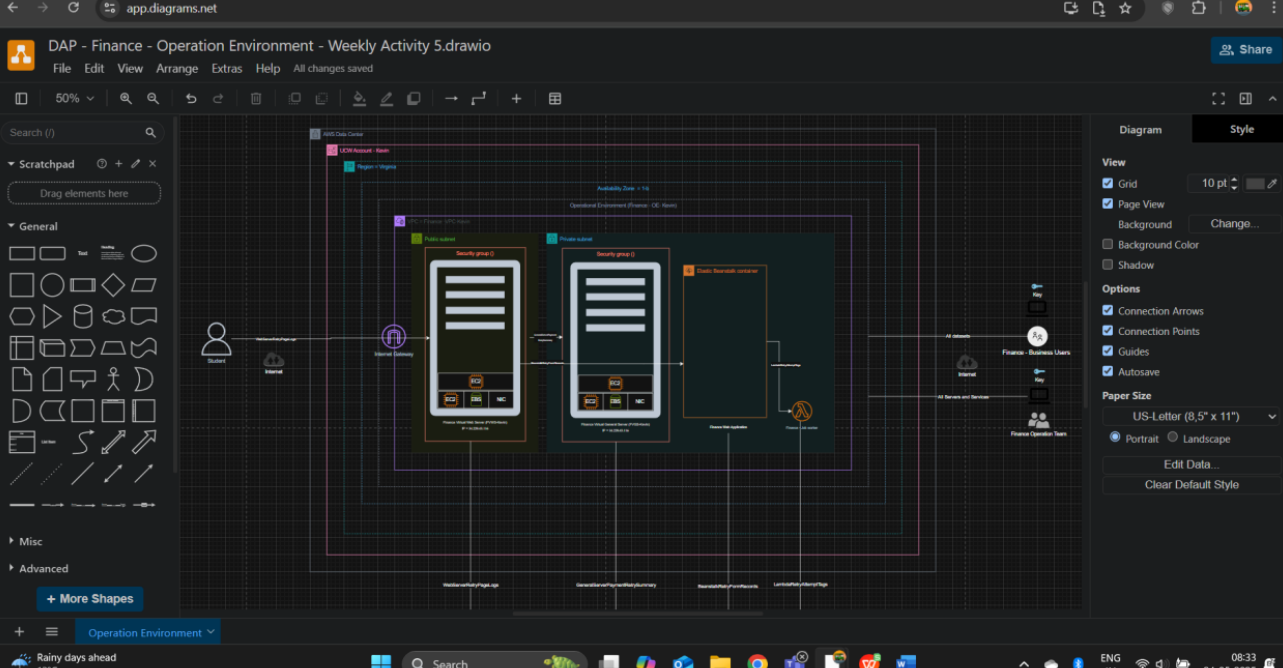 app.diagrams.net
DAP - Finance - Operation Environment - Weekly Activity 5.drawio
File Edit View Arrange Extras Help All changes saved
Share
50%
Search (/)
Scratchpad
Drag elements here
General
Text
Heading
List Item
Misc
Advanced
+ More Shapes
AWS Data Center
UCW Account - Kevin
Region = Virginia
Availability Zone = 1-b
Operational Environment (Finance - OE- Kevin)
Public subnet
Private subnet
Security group ()
Security group ()
Elastic Beanstalk container
Student
Internet
Internet Gateway
EC2
EC2 EBS NIC
EC2
EC2 EBS NIC
Finance Web Application
WebServerRetryPageLogs
GeneralServerPaymentRetrySummary
BeanstalkRetryFormRecords
LambdaRetryAttemptTags
All datasets
Internet
All Servers and Services
Key
Finance - Business Users
Key
Finance Operation Team
Diagram
Style
View
Grid
10 pt
Page View
Background
Change...
Background Color
Shadow
Options
Connection Arrows
Connection Points
Guides
Autosave
Paper Size
US-Letter (8,5" x 11")
Portrait Landscape
Edit Data...
Clear Default Style
Operation Environment
Rainy days ahead
Search
ENG
08:33